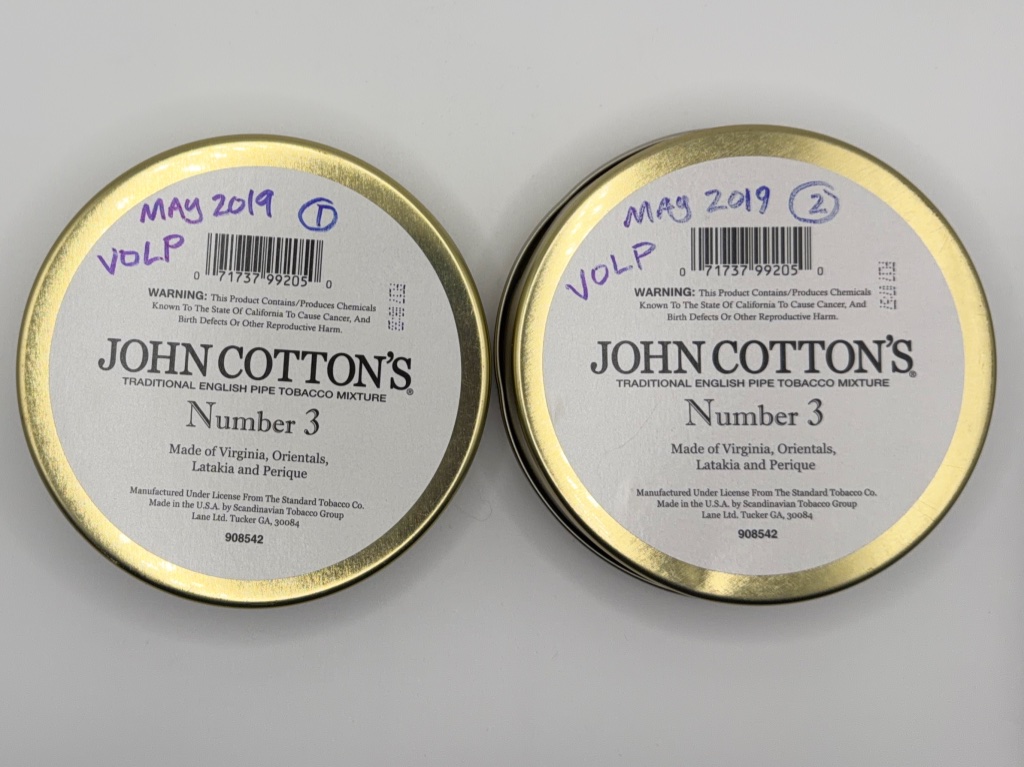 MAY 2019 1
VOLP
0 71737 99205 0
WARNING: This Product Contains/Produces Chemicals
Known To The State Of California To Cause Cancer, And
Birth Defects Or Other Reproductive Harm.
JOHN COTTON'S®
TRADITIONAL ENGLISH PIPE TOBACCO MIXTURE
Number 3
Made of Virginia, Orientals,
Latakia and Perique
Manufactured Under License From The Standard Tobacco Co.
Made in the U.S.A. by Scandinavian Tobacco Group
Lane Ltd. Tucker GA, 30084
908542
MAY 2019 2
VOLP
0 71737 99205 0
WARNING: This Product Contains/Produces Chemicals
Known To The State Of California To Cause Cancer, And
Birth Defects Or Other Reproductive Harm.
JOHN COTTON'S®
TRADITIONAL ENGLISH PIPE TOBACCO MIXTURE
Number 3
Made of Virginia, Orientals,
Latakia and Perique
Manufactured Under License From The Standard Tobacco Co.
Made in the U.S.A. by Scandinavian Tobacco Group
Lane Ltd. Tucker GA, 30084
908542